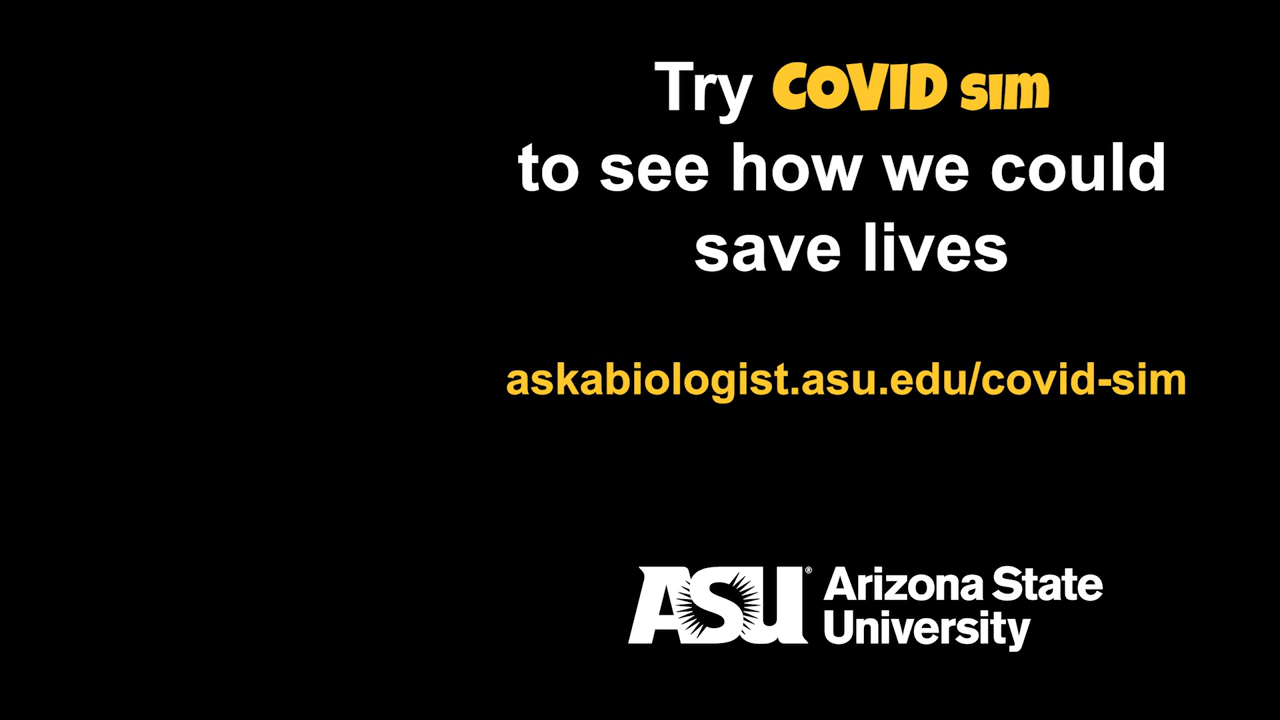 Try COVID sim
to see how we could
save lives
askabiologist.asu.edu/covid-sim
ASU® Arizona State
University